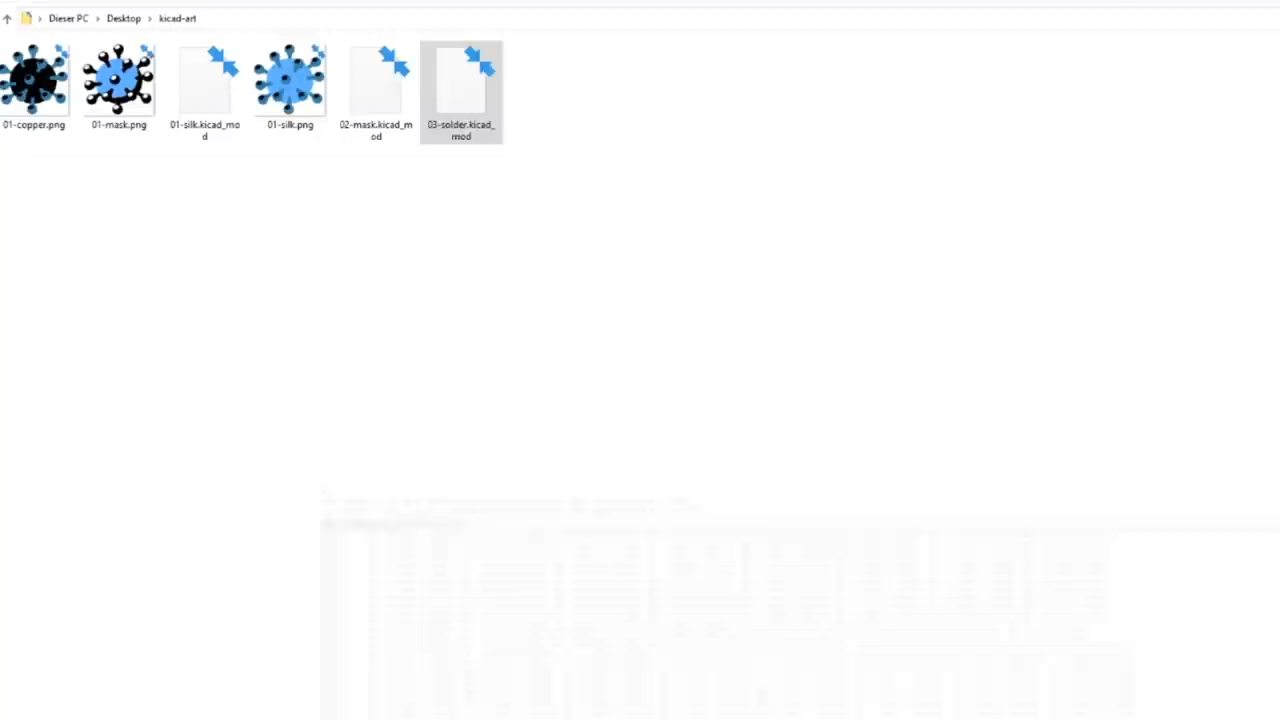 Dieser PC > Desktop > kicad-art
01-copper.png
01-mask.png
01-silk.kicad_mo
d
01-silk.png
02-mask.kicad_m
od
03-solder.kicad_
mod